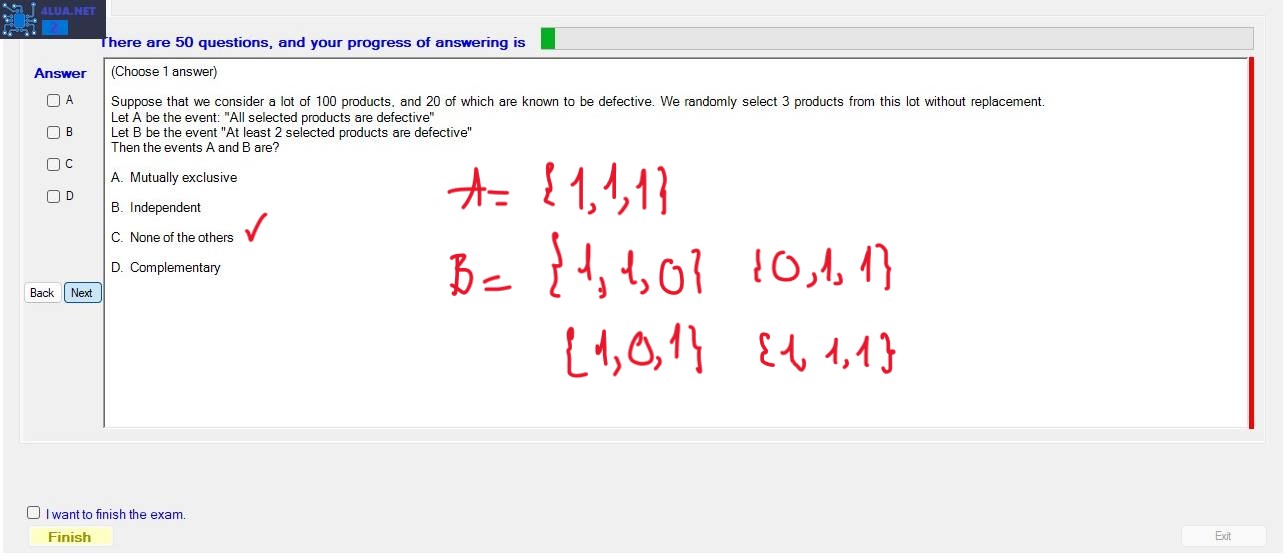 4LUA.NET
2
There are 50 questions, and your progress of answering is
Answer
A
B
C
D
(Choose 1 answer)
Suppose that we consider a lot of 100 products, and 20 of which are known to be defective. We randomly select 3 products from this lot without replacement.
Let A be the event: "All selected products are defective"
Let B be the event "At least 2 selected products are defective"
Then the events A and B are?
A. Mutually exclusive
B. Independent
C. None of the others
D. Complementary
A= {1,1,1}
B= {1,1,0} {0,1,1}
{1,0,1} {1,1,1}
Back Next
I want to finish the exam.
Finish
Exit